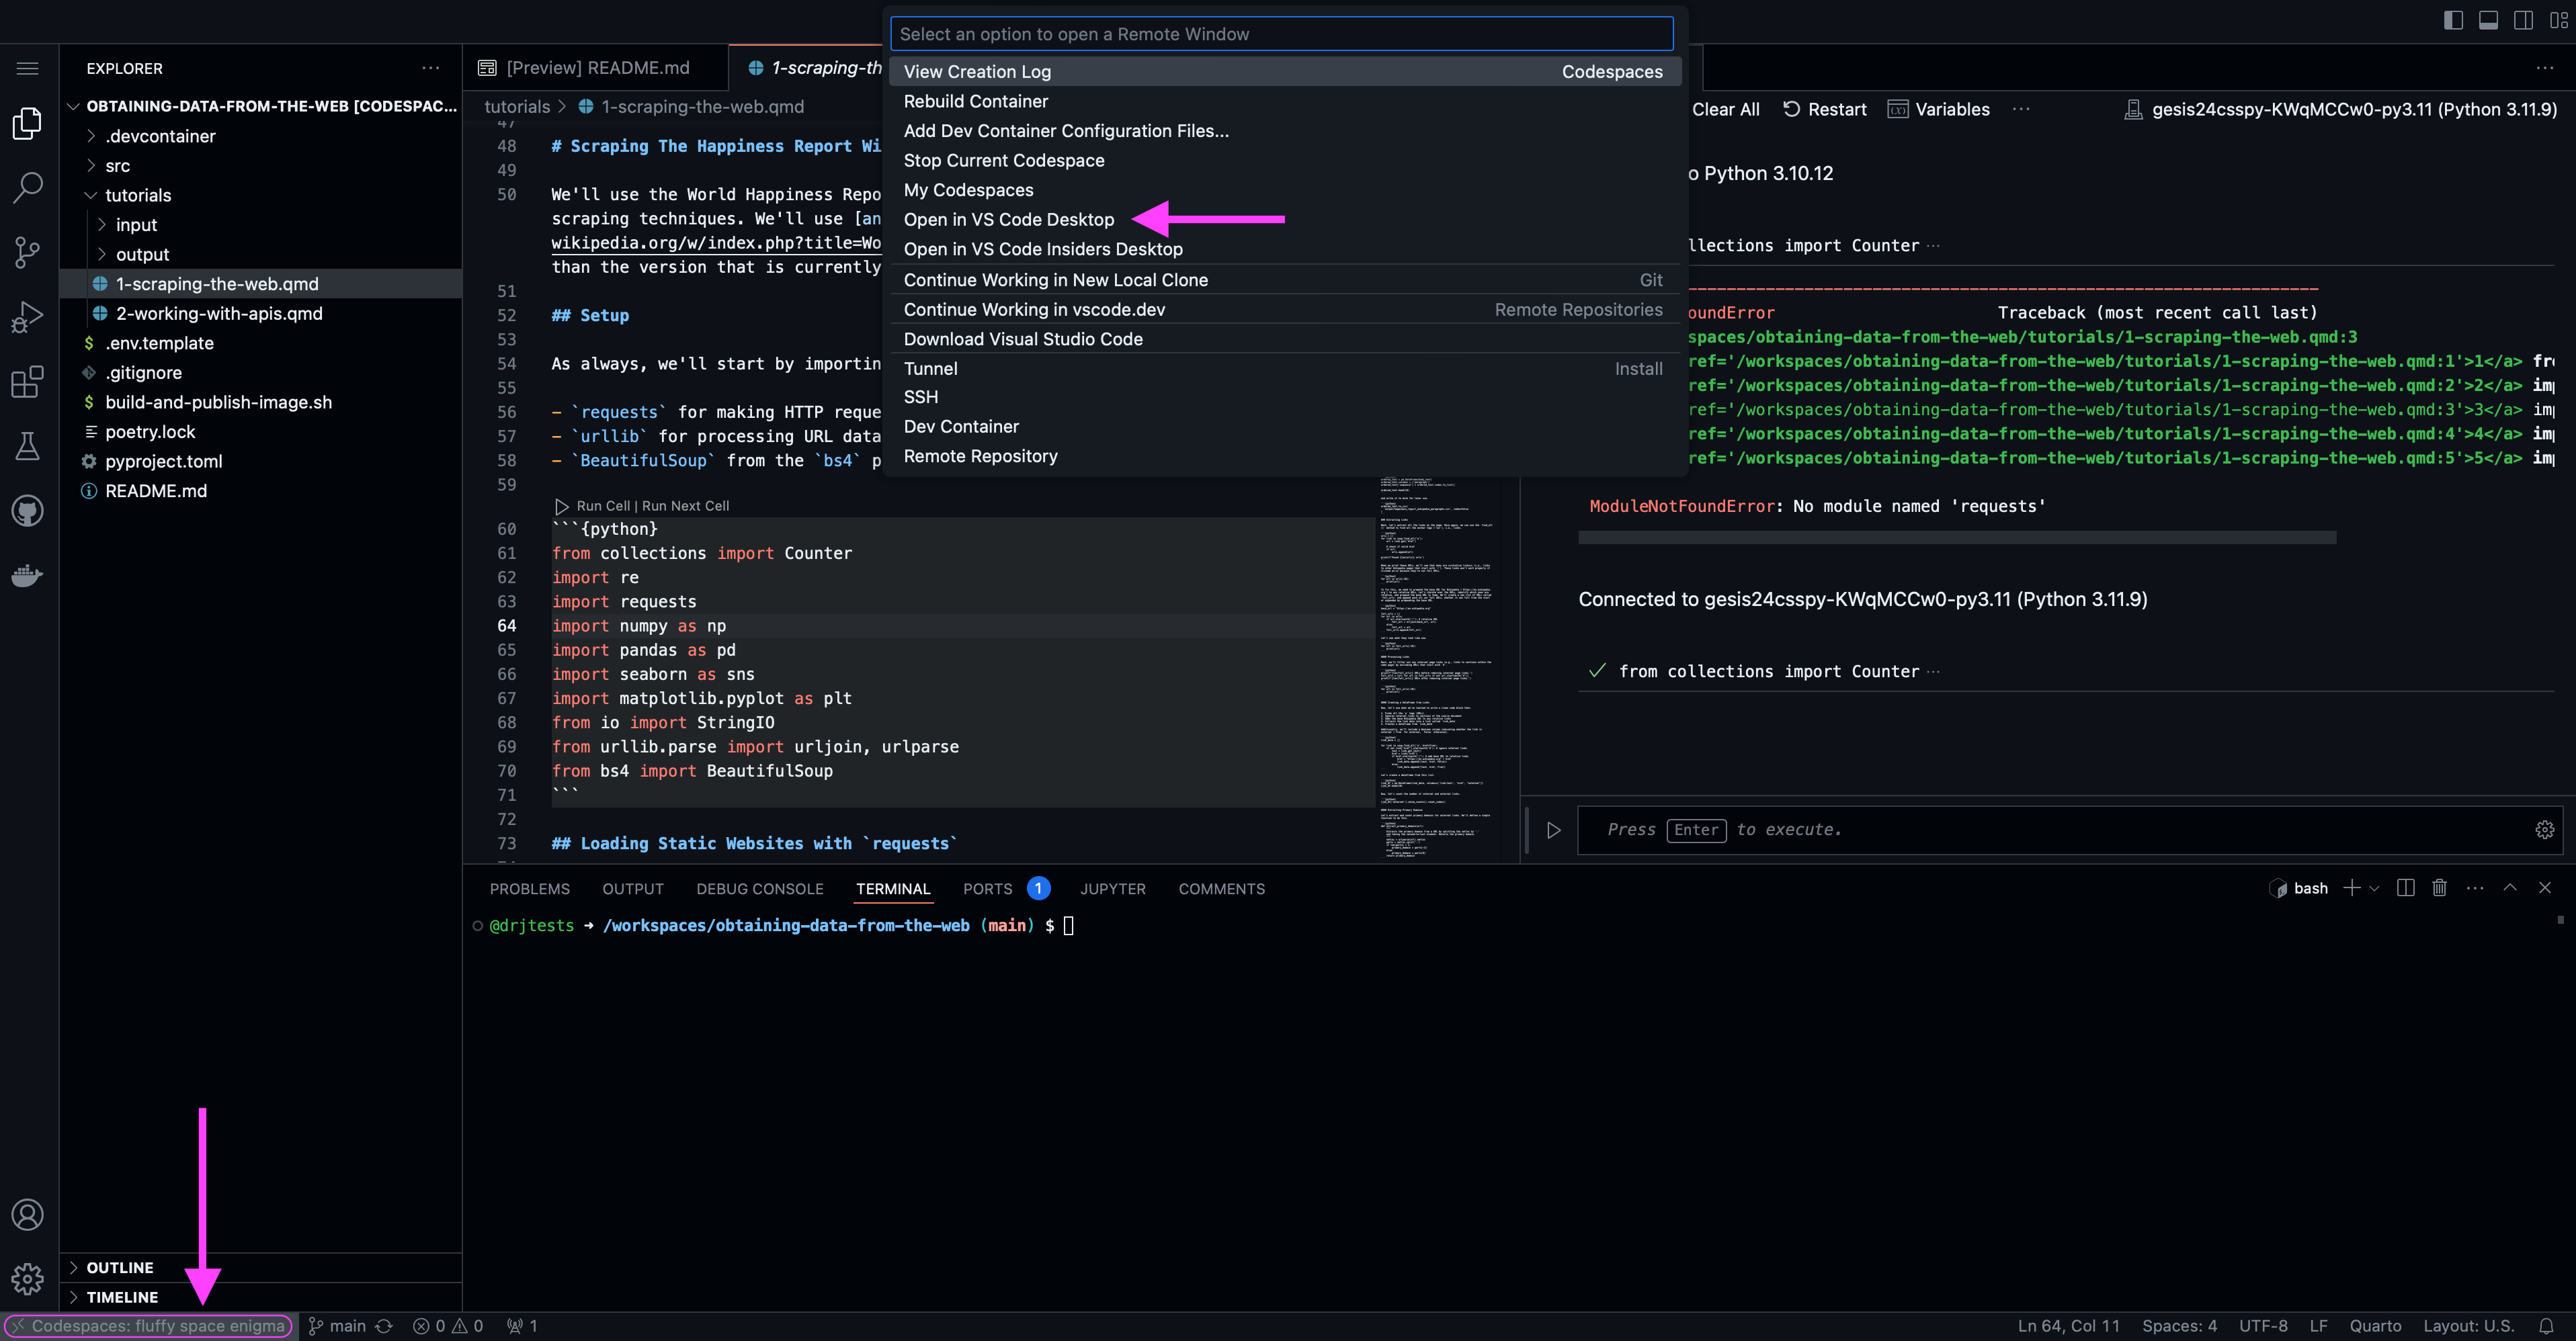 Select an option to open a Remote Window
View Creation Log Codespaces
Rebuild Container
Add Dev Container Configuration Files...
Stop Current Codespace
My Codespaces
Open in VS Code Desktop
Open in VS Code Insiders Desktop
Continue Working in New Local Clone Git
Continue Working in vscode.dev Remote Repositories
Download Visual Studio Code
Tunnel Install
SSH
Dev Container
Remote Repository
EXPLORER
OBTAINING-DATA-FROM-THE-WEB [CODESPAC...
.devcontainer
src
tutorials
input
output
1-scraping-the-web.qmd
2-working-with-apis.qmd
.env.template
.gitignore
build-and-publish-image.sh
poetry.lock
pyproject.toml
README.md
OUTLINE
TIMELINE
[Preview] README.md
1-scraping-th
tutorials > 1-scraping-the-web.qmd
47
48 # Scraping The Happiness Report Wi
49
50 We'll use the World Happiness Repo
scraping techniques. We'll use [an
wikipedia.org/w/index.php?title=Wo
than the version that is currently
51
52 ## Setup
53
54 As always, we'll start by importin
55
56 - `requests` for making HTTP reque
57 - `urllib` for processing URL data
58 - `BeautifulSoup` from the `bs4` p
59
Run Cell | Run Next Cell
60 ```{python}
61 from collections import Counter
62 import re
63 import requests
64 import numpy as np
65 import pandas as pd
66 import seaborn as sns
67 import matplotlib.pyplot as plt
68 from io import StringIO
69 from urllib.parse import urljoin, urlparse
70 from bs4 import BeautifulSoup
71 ```
72
73 ## Loading Static Websites with `requests`
Clear All Restart Variables ... gesis24csspy-KWqMCCw0-py3.11 (Python 3.11.9)
o Python 3.10.12
llections import Counter ...
oundError Traceback (most recent call last)
spaces/obtaining-data-from-the-web/tutorials/1-scraping-the-web.qmd:3
ref='/workspaces/obtaining-data-from-the-web/tutorials/1-scraping-the-web.qmd:1'>1</a> fr
ref='/workspaces/obtaining-data-from-the-web/tutorials/1-scraping-the-web.qmd:2'>2</a> im
ref='/workspaces/obtaining-data-from-the-web/tutorials/1-scraping-the-web.qmd:3'>3</a> im
ref='/workspaces/obtaining-data-from-the-web/tutorials/1-scraping-the-web.qmd:4'>4</a> im
ref='/workspaces/obtaining-data-from-the-web/tutorials/1-scraping-the-web.qmd:5'>5</a> im
ModuleNotFoundError: No module named 'requests'
Connected to gesis24csspy-KWqMCCw0-py3.11 (Python 3.11.9)
from collections import Counter ...
Press Enter to execute.
PROBLEMS OUTPUT DEBUG CONSOLE TERMINAL PORTS 1 JUPYTER COMMENTS
bash
@drjtests → /workspaces/obtaining-data-from-the-web (main) $
Codespaces: fluffy space enigma main 0 0 1
Ln 64, Col 11 Spaces: 4 UTF-8 LF Quarto Layout: U.S.